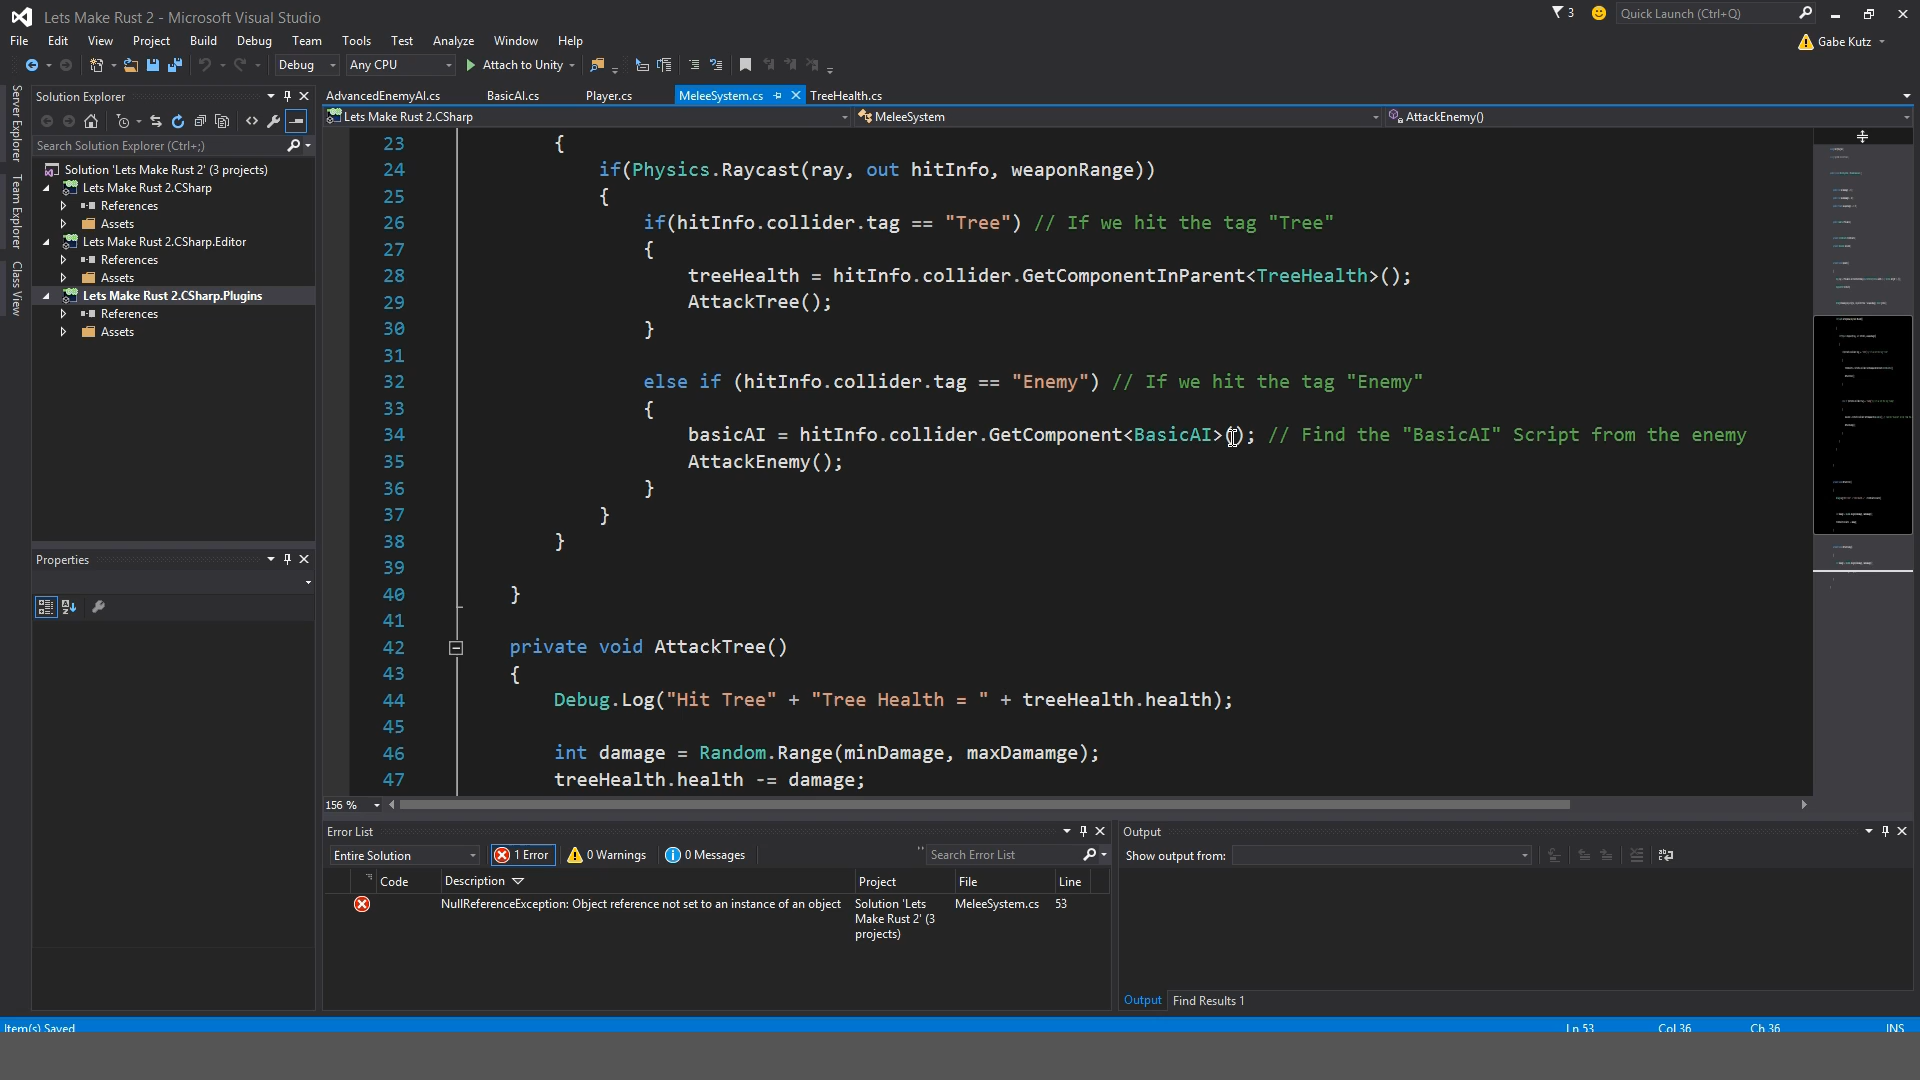 Lets Make Rust 2 - Microsoft Visual Studio
3
Quick Launch (Ctrl+Q)
File Edit View Project Build Debug Team Tools Test Analyze Window Help
Gabe Kutz
Debug
Any CPU
Attach to Unity
Server Explorer
Team Explorer
Class View
Solution Explorer
Search Solution Explorer (Ctrl+;)
Solution 'Lets Make Rust 2' (3 projects)
Lets Make Rust 2.CSharp
References
Assets
Lets Make Rust 2.CSharp.Editor
References
Assets
Lets Make Rust 2.CSharp.Plugins
References
Assets
Properties
AdvancedEnemyAI.cs BasicAI.cs Player.cs MeleeSystem.cs TreeHealth.cs
Lets Make Rust 2.CSharp MeleeSystem AttackEnemy()
23 {
24 if(Physics.Raycast(ray, out hitInfo, weaponRange))
25 {
26 if(hitInfo.collider.tag == "Tree") // If we hit the tag "Tree"
27 {
28 treeHealth = hitInfo.collider.GetComponentInParent<TreeHealth>();
29 AttackTree();
30 }
31
32 else if (hitInfo.collider.tag == "Enemy") // If we hit the tag "Enemy"
33 {
34 basicAI = hitInfo.collider.GetComponent<BasicAI>(); // Find the "BasicAI" Script from the enemy
35 AttackEnemy();
36 }
37 }
38 }
39
40 }
41
42 private void AttackTree()
43 {
44 Debug.Log("Hit Tree" + "Tree Health = " + treeHealth.health);
45
46 int damage = Random.Range(minDamage, maxDamamge);
47 treeHealth.health -= damage;
156 %
Error List
Entire Solution
1 Error
0 Warnings
0 Messages
Search Error List
Code Description Project File Line
NullReferenceException: Object reference not set to an instance of an object Solution 'Lets MeleeSystem.cs 53
Make Rust 2' (3
projects)
Output
Show output from:
Output Find Results 1
Item(s) Saved
Ln 53 Col 36 Ch 36 INS